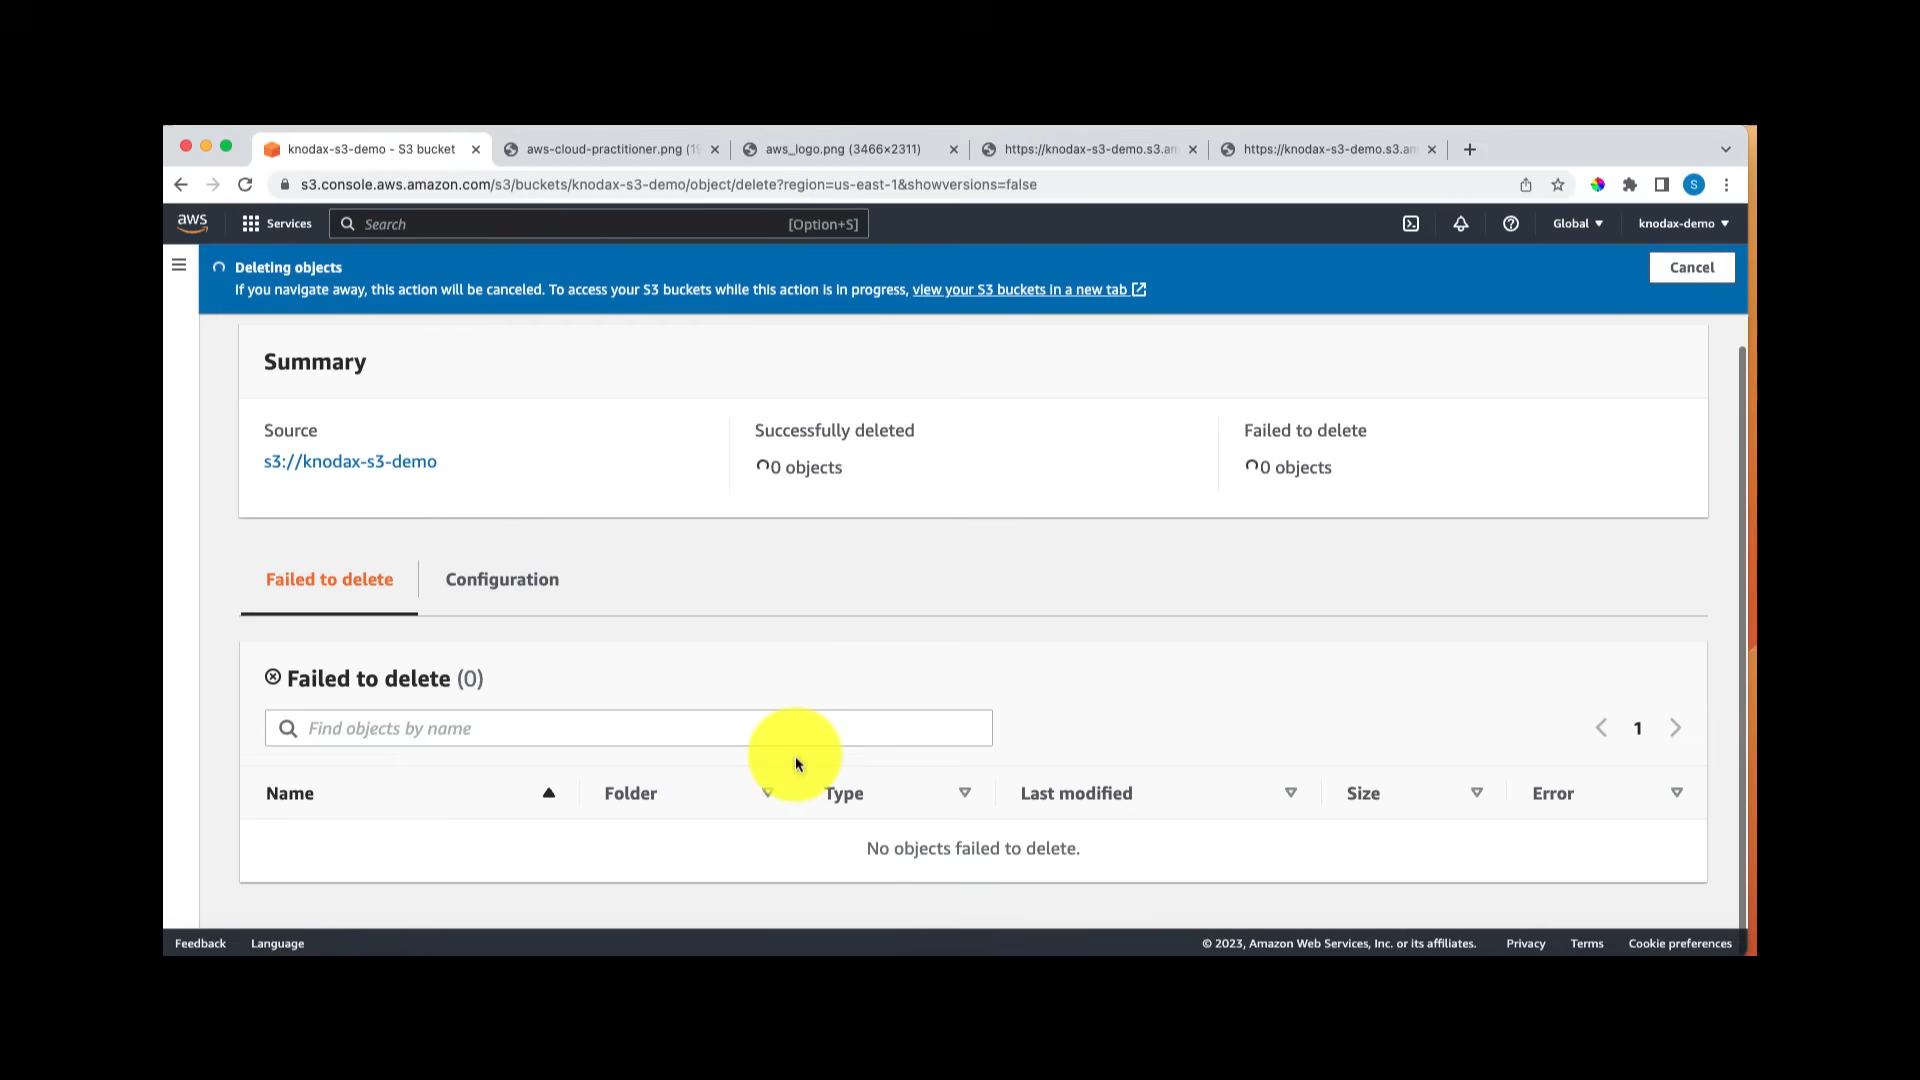 knodax-s3-demo - S3 bucket
aws-cloud-practitioner.png (19
aws_logo.png (3466×2311)
https://knodax-s3-demo.s3.am
https://knodax-s3-demo.s3.am
s3.console.aws.amazon.com/s3/buckets/knodax-s3-demo/object/delete?region=us-east-1&showversions=false
S
aws
Services
Search
[Option+S]
Global
knodax-demo
Deleting objects
If you navigate away, this action will be canceled. To access your S3 buckets while this action is in progress, view your S3 buckets in a new tab
Cancel
Summary
Source
s3://knodax-s3-demo
Successfully deleted
0 objects
Failed to delete
0 objects
Failed to delete
Configuration
Failed to delete (0)
Find objects by name
1
Name
Folder
Type
Last modified
Size
Error
No objects failed to delete.
Feedback
Language
© 2023, Amazon Web Services, Inc. or its affiliates.
Privacy
Terms
Cookie preferences